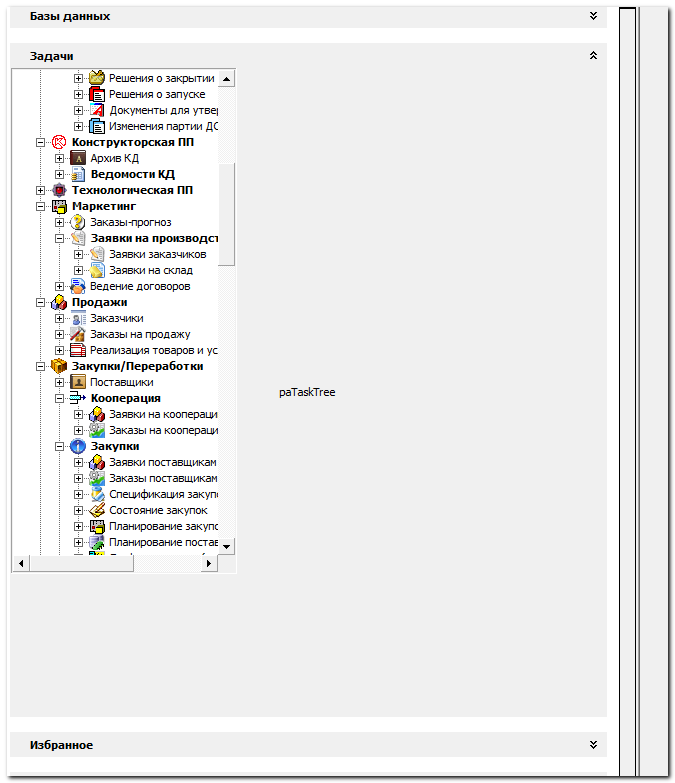 Базы данных
Задачи
Решения о закрытии
Решения о запуске
Документы для утвер
Изменения партии ДС
Конструкторская ПП
Архив КД
Ведомости КД
Технологическая ПП
Маркетинг
Заказы-прогноз
Заявки на производст
Заявки заказчиков
Заявки на склад
Ведение договоров
Продажи
Заказчики
Заказы на продажу
Реализация товаров и ус
Закупки/Переработки
Поставщики
paTaskTree
Кооперация
Заявки на коопераци
Заказы на коопераци
Закупки
Заявки поставщикам
Заказы поставщикам
Спецификация закупо
Состояние закупок
Планирование закупо
Планирование постав
Избранное